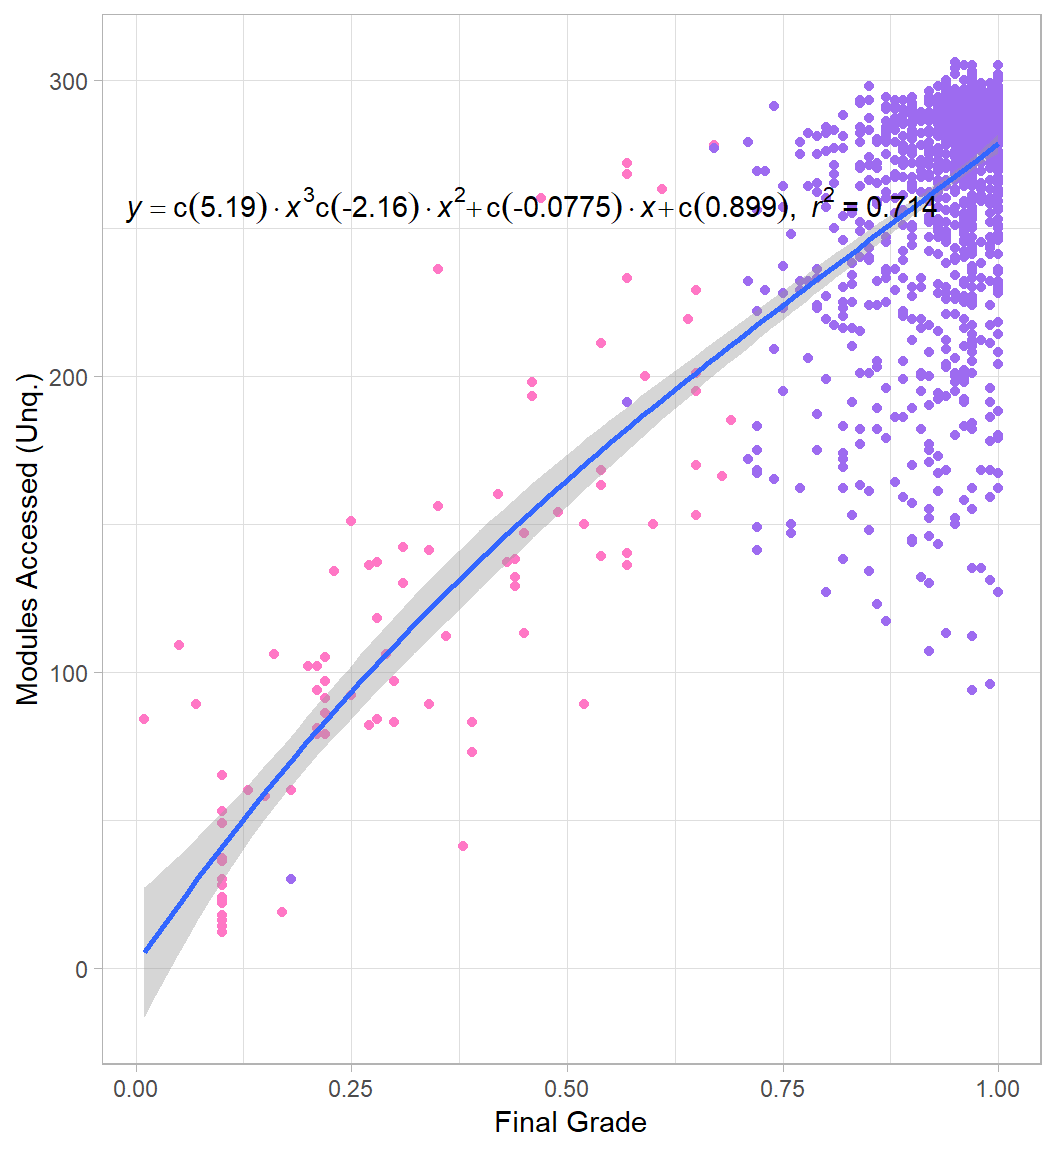 300
200
100
0
Modules Accessed (Unq.)
y = c(5.19) · x³c(-2.16) · x²+c(-0.0775) · x+c(0.899), r² = 0.714
0.00 0.25 0.50 0.75 1.00
Final Grade